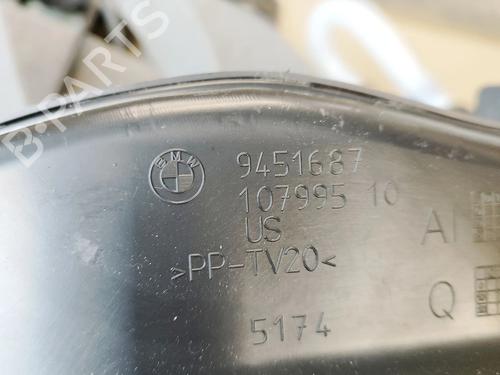 B-PARTS
BMW
9451687
107995 10
US
AI
>PP-TV20<
Q
5174